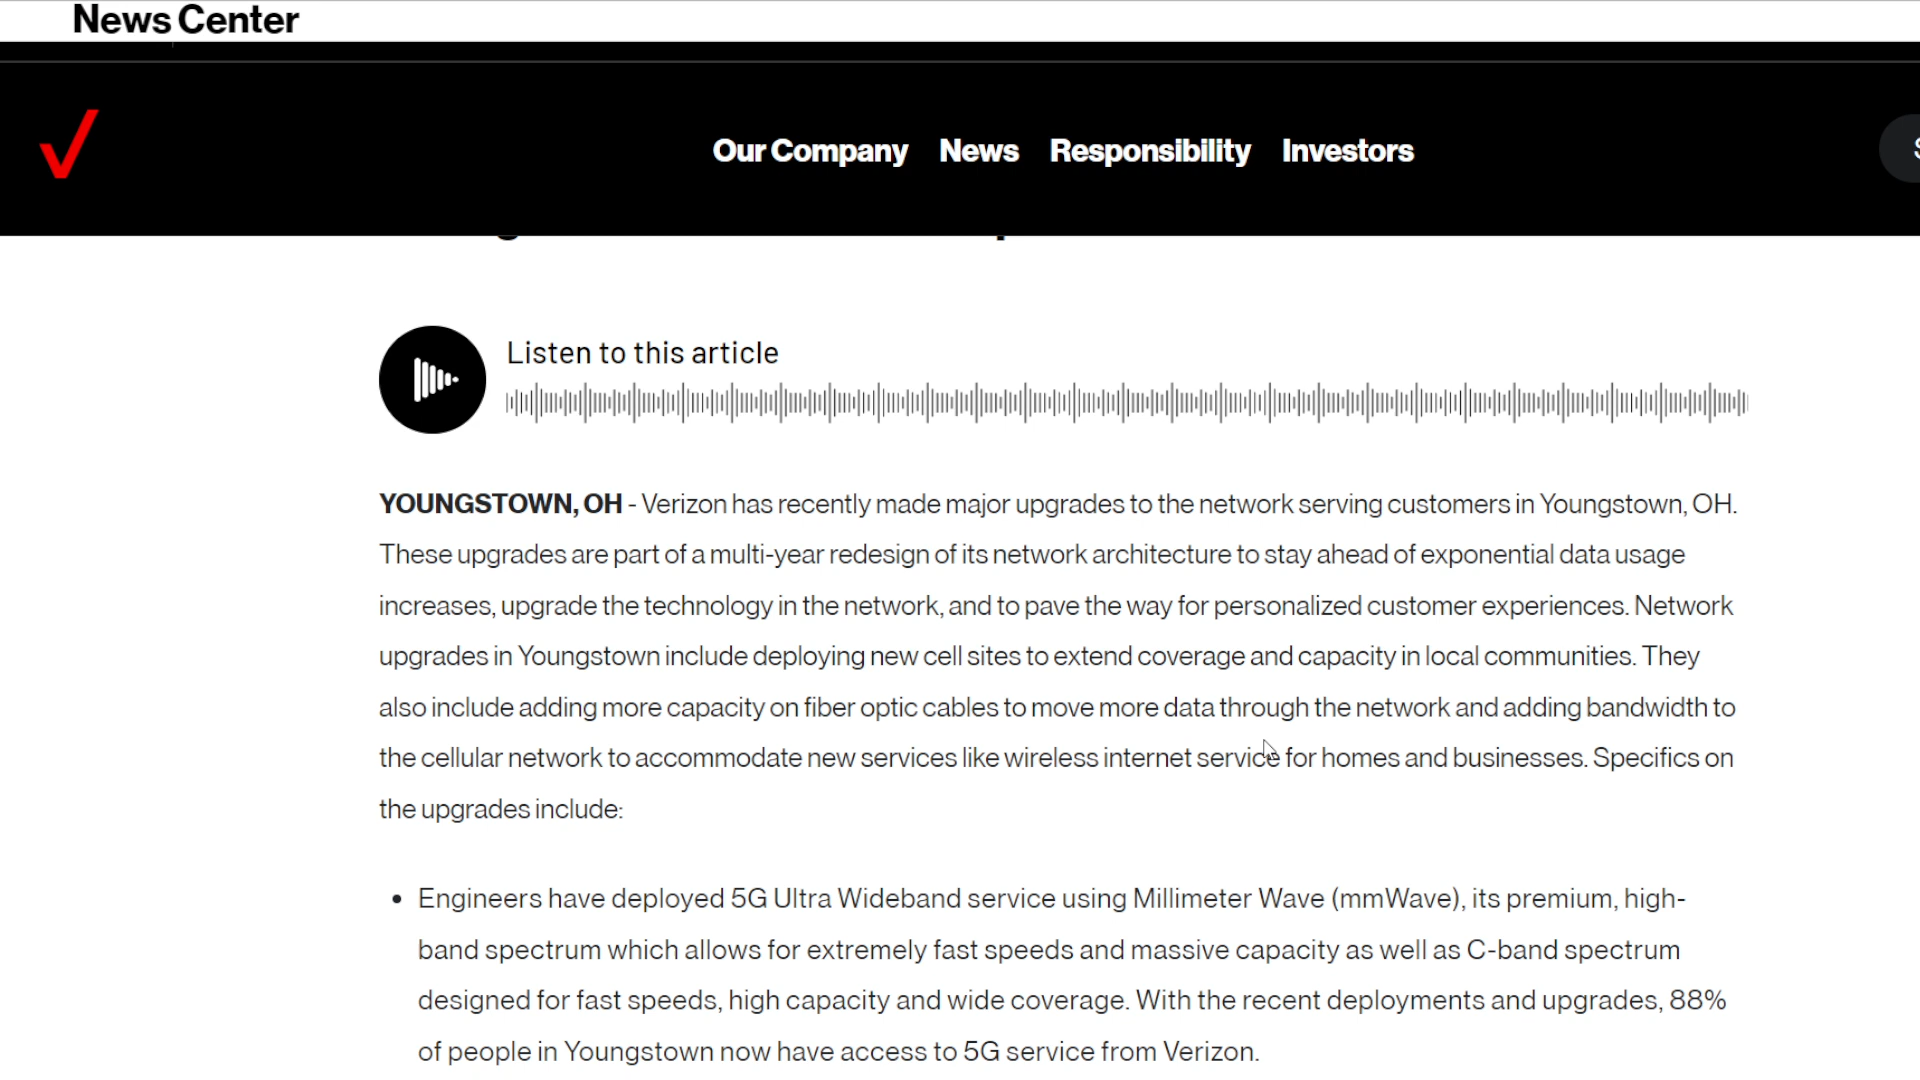 News Center
Our Company News Responsibility Investors
Listen to this article
YOUNGSTOWN, OH - Verizon has recently made major upgrades to the network serving customers in Youngstown, OH.
These upgrades are part of a multi-year redesign of its network architecture to stay ahead of exponential data usage
increases, upgrade the technology in the network, and to pave the way for personalized customer experiences. Network
upgrades in Youngstown include deploying new cell sites to extend coverage and capacity in local communities. They
also include adding more capacity on fiber optic cables to move more data through the network and adding bandwidth to
the cellular network to accommodate new services like wireless internet service for homes and businesses. Specifics on
the upgrades include:
• Engineers have deployed 5G Ultra Wideband service using Millimeter Wave (mmWave), its premium, high-
band spectrum which allows for extremely fast speeds and massive capacity as well as C-band spectrum
designed for fast speeds, high capacity and wide coverage. With the recent deployments and upgrades, 88%
of people in Youngstown now have access to 5G service from Verizon.